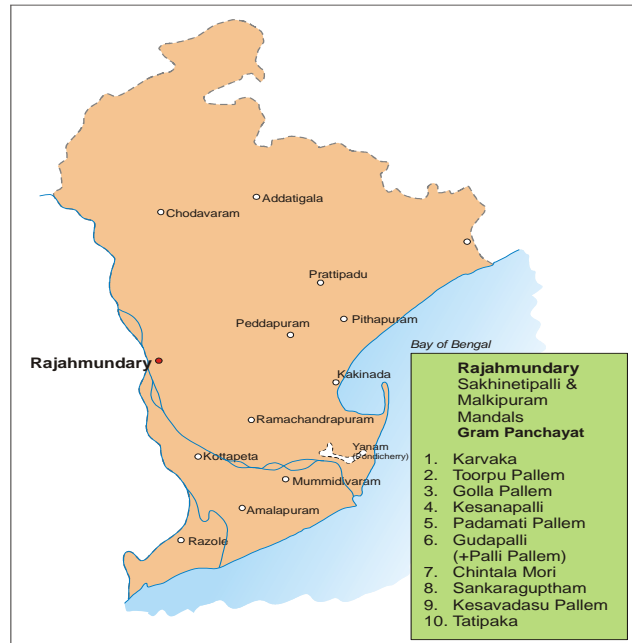 Addatigala
Chodavaram
Prattipadu
Pithapuram
Peddapuram
Bay of Bengal
Rajahmundary
Kakinada
Ramachandrapuram
Yanam
(Pondicherry)
Kottapeta
Mummidivaram
Amalapuram
Razole
Rajahmundary
Sakhinetipalli &
Malkipuram
Mandals
Gram Panchayat
1. Karvaka
2. Toorpu Pallem
3. Golla Pallem
4. Kesanapalli
5. Padamati Pallem
6. Gudapalli
(+Palli Pallem)
7. Chintala Mori
8. Sankaraguptham
9. Kesavadasu Pallem
10. Tatipaka